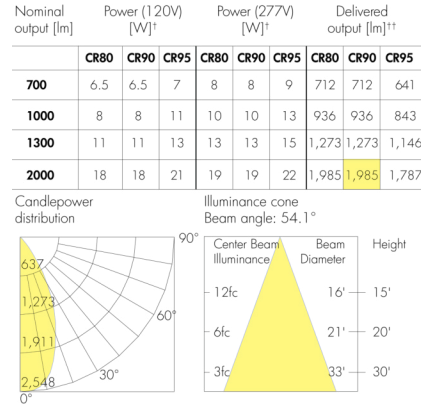 Nominal Power (120V) Power (277V) Delivered
output [lm] [W]† [W]† output [lm]††
CR80 CR90 CR95 CR80 CR90 CR95 CR80 CR90 CR95
700 6.5 6.5 7 8 8 9 712 712 641
1000 8 8 11 10 10 13 936 936 843
1300 11 11 13 13 13 15 1,273 1,273 1,146
2000 18 18 21 19 19 22 1,985 1,985 1,787
Candlepower
distribution
90°
637
1,273
60°
1,911
30°
2,548
0°
Illuminance cone
Beam angle: 54.1°
Center Beam Beam Height
Illuminance Diameter
12fc 16' 15'
6fc 21' 20'
3fc 33' 30'